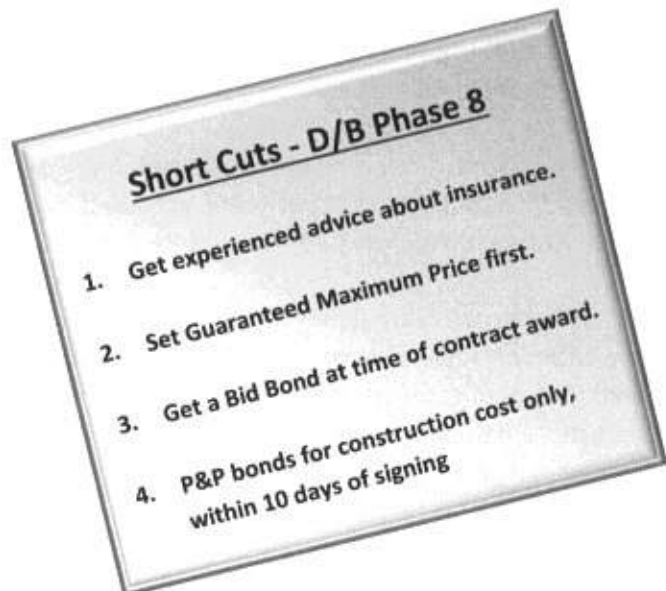 Short Cuts - D/B Phase 8
1. Get experienced advice about insurance.
2. Set Guaranteed Maximum Price first.
3. Get a Bid Bond at time of contract award.
4. P&P bonds for construction cost only,
within 10 days of signing